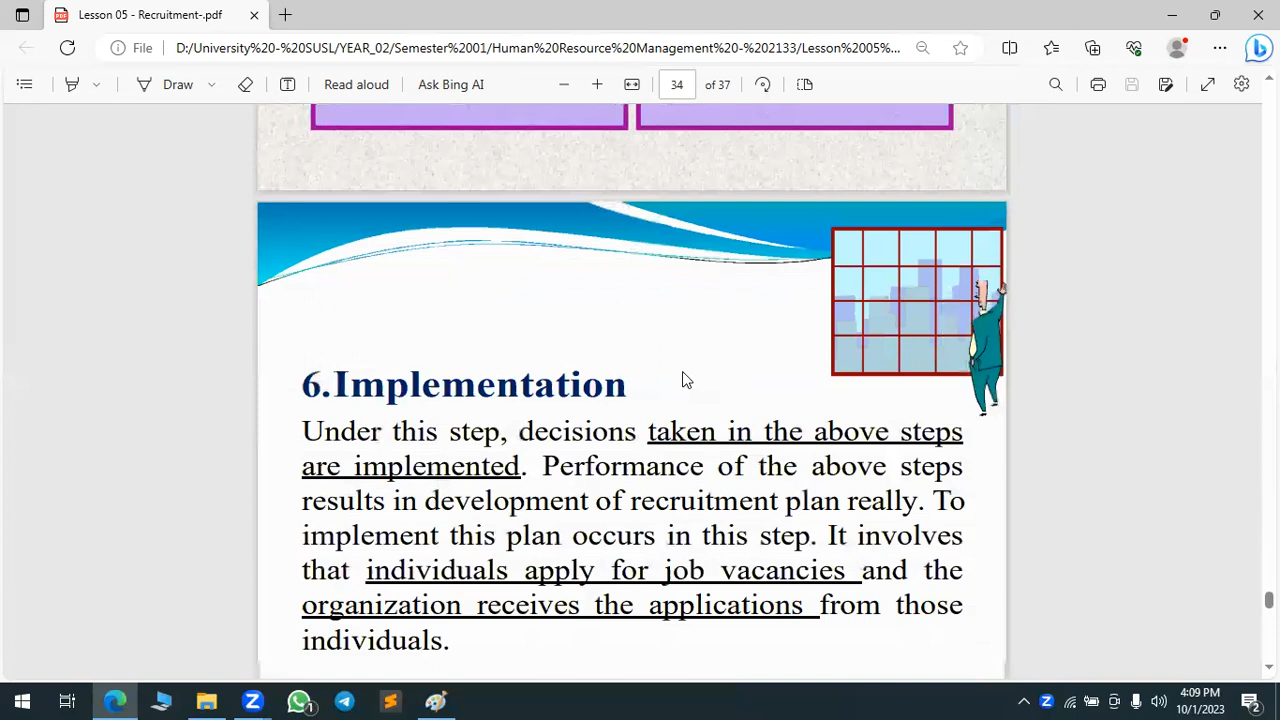 Lesson 05 - Recruitment-.pdf
File
D:/University%20-%20SUSL/YEAR_02/Semester%2001/Human%20Resource%20Management%20-%202133/Lesson%2005%...
Draw
Read aloud
Ask Bing AI
34
of 37
6.Implementation
Under this step, decisions taken in the above steps
are implemented. Performance of the above steps
results in development of recruitment plan really. To
implement this plan occurs in this step. It involves
that individuals apply for job vacancies and the
organization receives the applications from those
individuals.
4:09 PM
10/1/2023